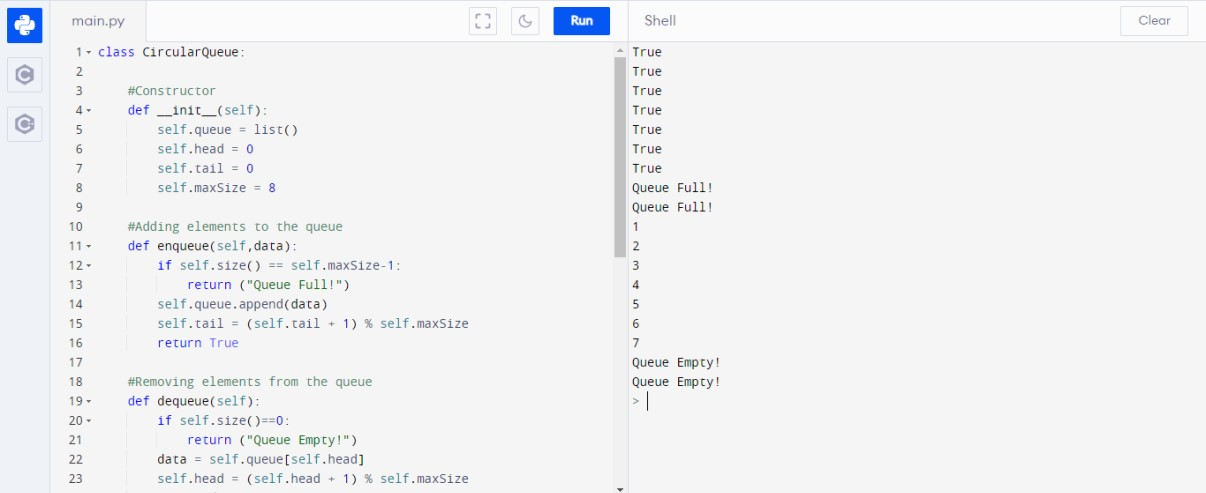 main.py
Run
1 class CircularQueue:
2
3     #Constructor
4     def __init__(self):
5         self.queue = list()
6         self.head = 0
7         self.tail = 0
8         self.maxSize = 8
9
10     #Adding elements to the queue
11     def enqueue(self,data):
12         if self.size() == self.maxSize-1:
13             return ("Queue Full!")
14         self.queue.append(data)
15         self.tail = (self.tail + 1) % self.maxSize
16         return True
17
18     #Removing elements from the queue
19     def dequeue(self):
20         if self.size()==0:
21             return ("Queue Empty!")
22         data = self.queue[self.head]
23         self.head = (self.head + 1) % self.maxSize
Shell
Clear
True
True
True
True
True
True
True
Queue Full!
Queue Full!
1
2
3
4
5
6
7
Queue Empty!
Queue Empty!
>